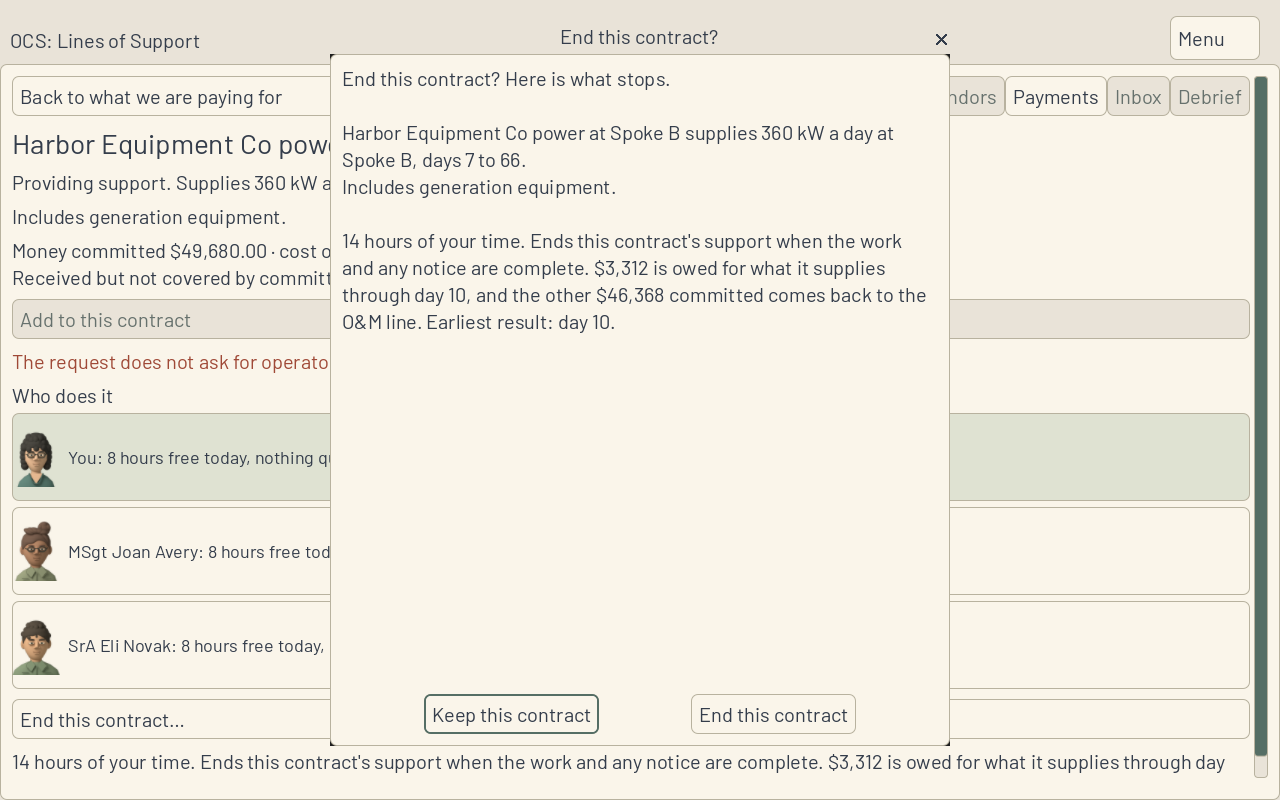 OCS: Lines of Support
End this contract?
Menu
Back to what we are paying for
Payments
Inbox
Debrief
Harbor Equipment Co
Providing support. Supplies 360 kW a
Includes generation equipment.
Money committed $49,680.00 · cost
Received but not covered by
Add to this contract
The request does not ask for
Who does it
You: 8 hours free today, nothing
MSgt Joan Avery: 8 hours free
SrA Eli Novak: 8 hours free today,
End this contract...
14 hours of your time. Ends this contract's support when the work and any notice are complete. $3,312 is owed for what it supplies through day
End this contract? Here is what stops.
Harbor Equipment Co power at Spoke B supplies 360 kW a day at
Spoke B, days 7 to 66.
Includes generation equipment.
14 hours of your time. Ends this contract's support when the work
and any notice are complete. $3,312 is owed for what it supplies
through day 10, and the other $46,368 committed comes back to the
O&M line. Earliest result: day 10.
Keep this contract
End this contract